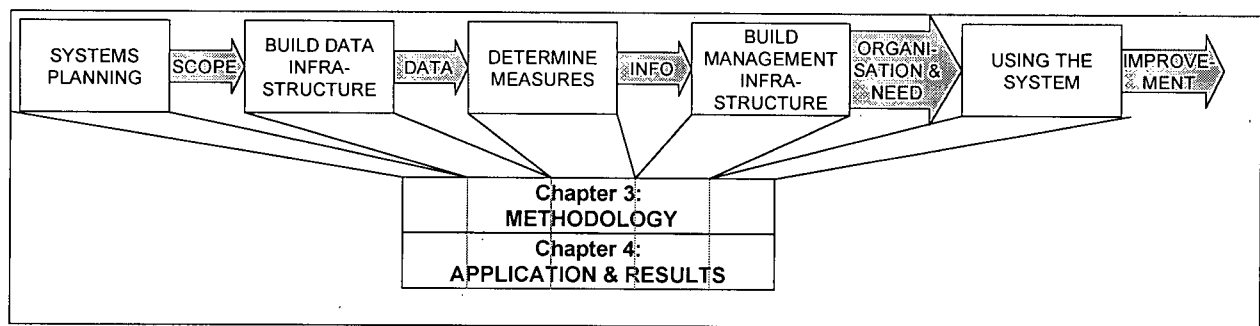 SYSTEMS
PLANNING
SCOPE
BUILD DATA
INFRA-
STRUCTURE
DATA
DETERMINE
MEASURES
INFO
BUILD
MANAGEMENT
INFRA-
STRUCTURE
ORGANI-
SATION &
NEED
USING THE
SYSTEM
IMPROVE-
MENT
Chapter 3:
METHODOLOGY
Chapter 4:
APPLICATION & RESULTS